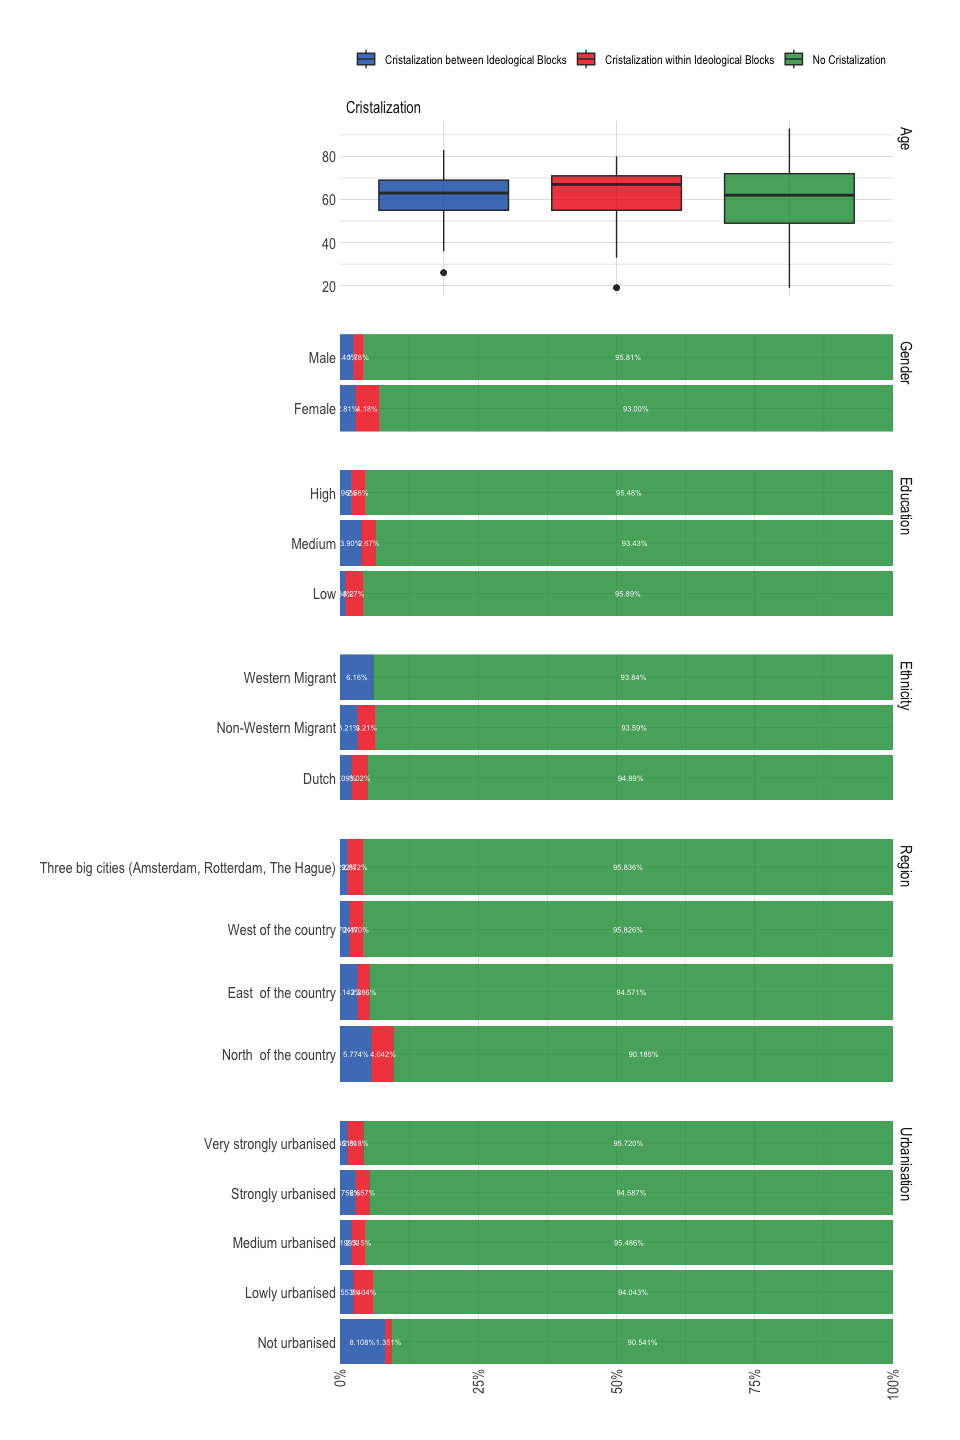 Cristalization between Ideological Blocks Cristalization within Ideological Blocks No Cristalization
Cristalization
Age
80
60
40
20
Gender
Male 95.81%
Female 93.00%
Education
High 95.48%
Medium 3.90% 2.67% 93.43%
Low 95.89%
Ethnicity
Western Migrant 6.16% 93.84%
Non-Western Migrant 93.59%
Dutch 94.89%
Region
Three big cities (Amsterdam, Rotterdam, The Hague) 95.836%
West of the country 95.826%
East of the country 94.571%
North of the country 5.774% 4.042% 90.185%
Urbanisation
Very strongly urbanised 95.720%
Strongly urbanised 94.587%
Medium urbanised 95.486%
Lowly urbanised 94.043%
Not urbanised 8.108% 1.351% 90.541%
0% 25% 50% 75% 100%